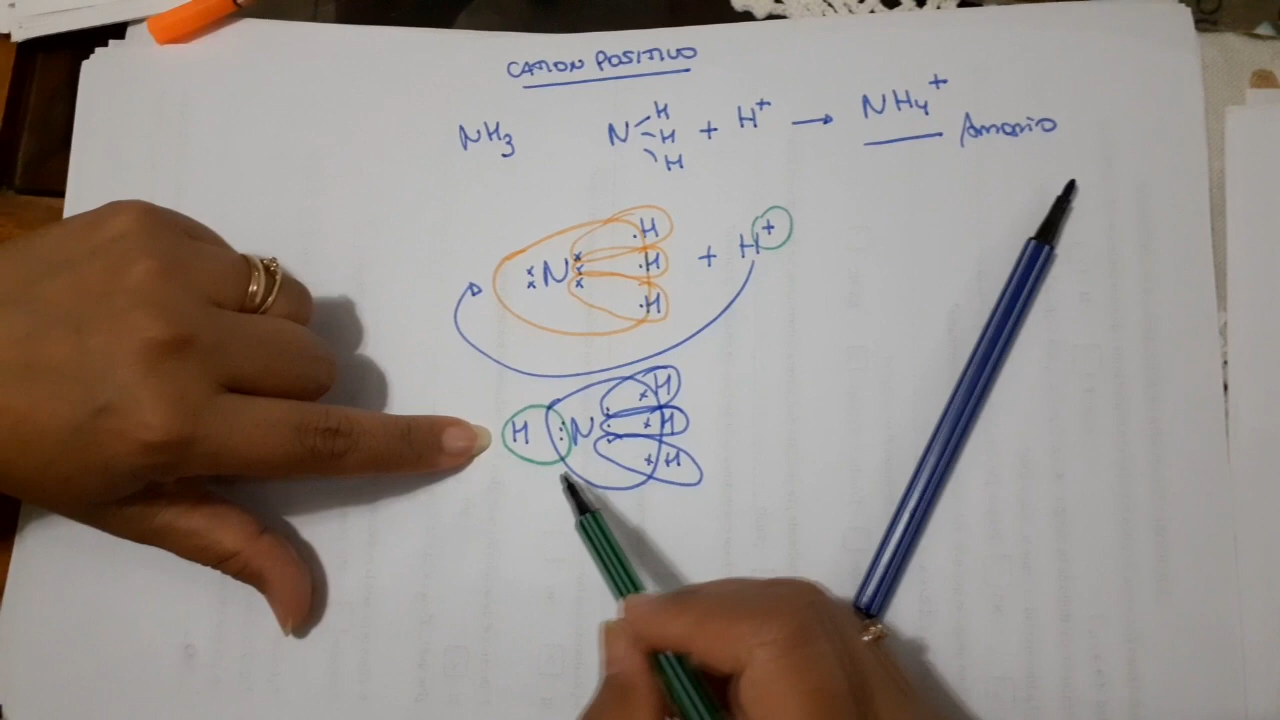 CATION POSITIVO
NH₃ N H H H + H⁺ → NH₄⁺ Amonio
N H H H + H⁺
H N H H H